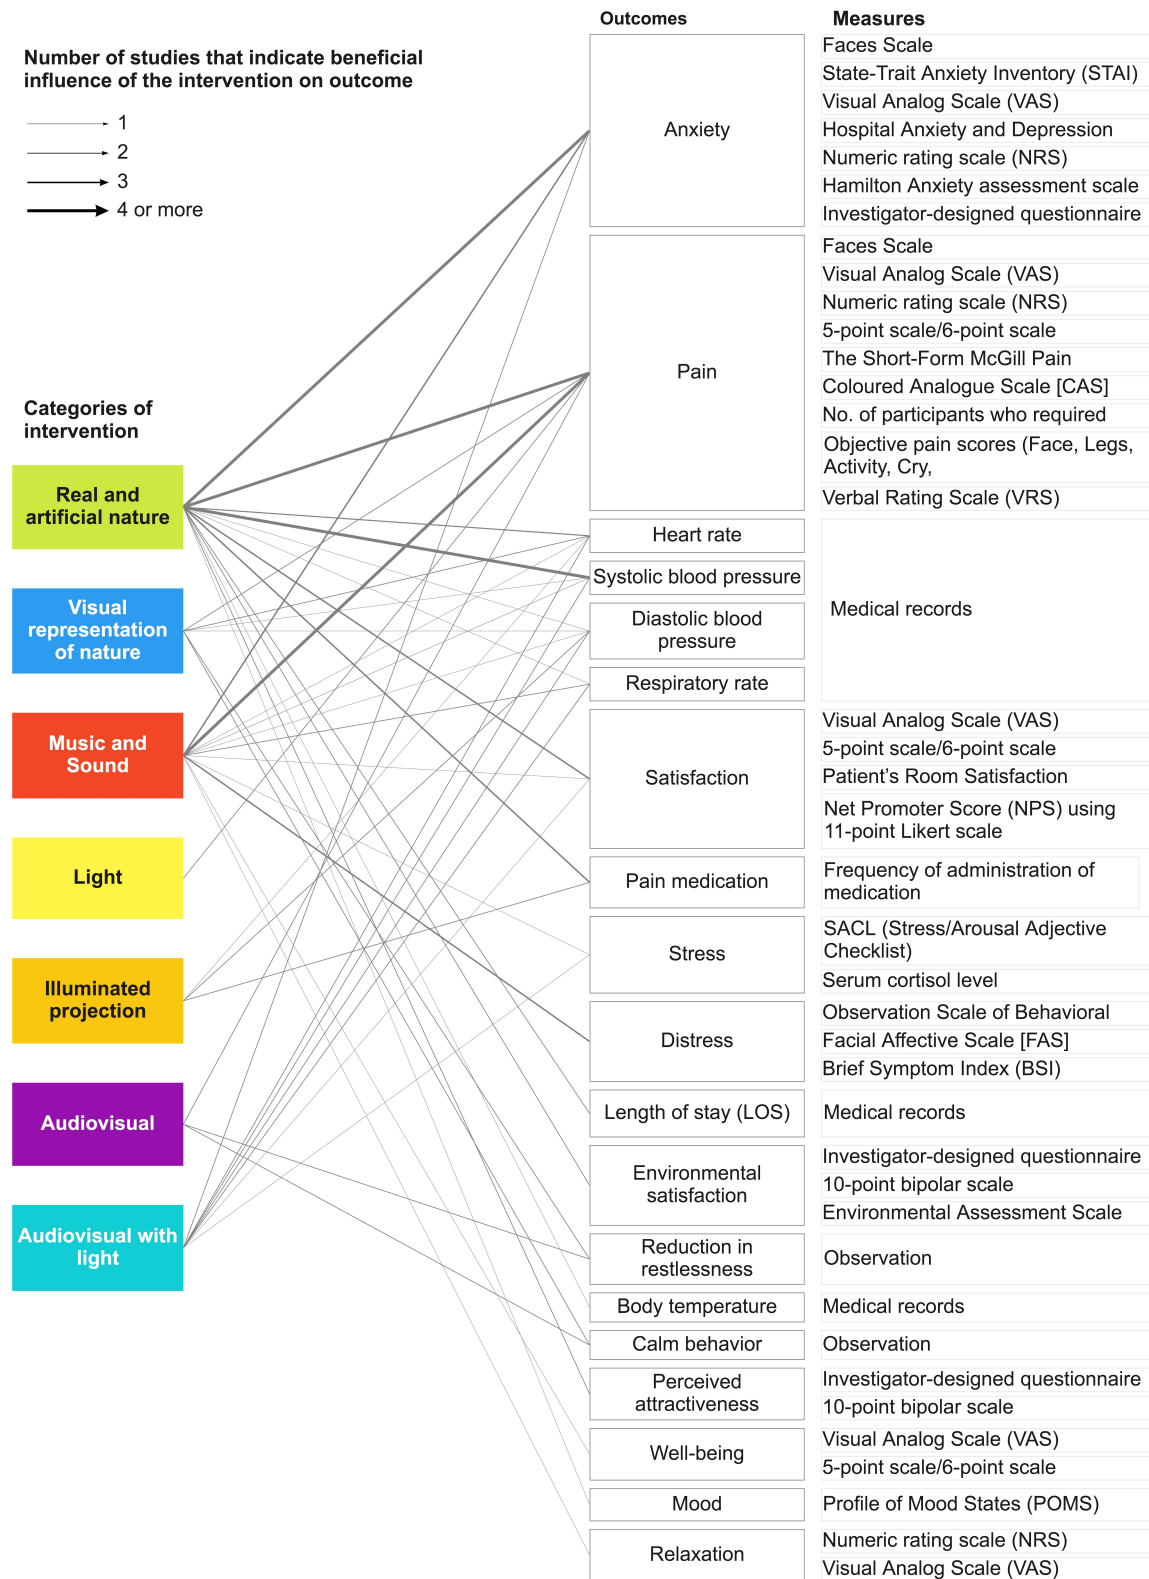 Outcomes
Measures
Number of studies that indicate beneficial
influence of the intervention on outcome
1
2
3
4 or more
Categories of
intervention
Real and
artificial nature
Visual
representation
of nature
Music and
Sound
Light
Illuminated
projection
Audiovisual
Audiovisual with
light
Anxiety
Faces Scale
State-Trait Anxiety Inventory (STAI)
Visual Analog Scale (VAS)
Hospital Anxiety and Depression
Numeric rating scale (NRS)
Hamilton Anxiety assessment scale
Investigator-designed questionnaire
Pain
Faces Scale
Visual Analog Scale (VAS)
Numeric rating scale (NRS)
5-point scale/6-point scale
The Short-Form McGill Pain
Coloured Analogue Scale [CAS]
No. of participants who required
Objective pain scores (Face, Legs,
Activity, Cry,
Verbal Rating Scale (VRS)
Heart rate
Systolic blood pressure
Diastolic blood
pressure
Respiratory rate
Medical records
Satisfaction
Visual Analog Scale (VAS)
5-point scale/6-point scale
Patient's Room Satisfaction
Net Promoter Score (NPS) using
11-point Likert scale
Pain medication
Frequency of administration of
medication
Stress
SACL (Stress/Arousal Adjective
Checklist)
Serum cortisol level
Distress
Observation Scale of Behavioral
Facial Affective Scale [FAS]
Brief Symptom Index (BSI)
Length of stay (LOS)
Medical records
Environmental
satisfaction
Investigator-designed questionnaire
10-point bipolar scale
Environmental Assessment Scale
Reduction in
restlessness
Observation
Body temperature
Medical records
Calm behavior
Observation
Perceived
attractiveness
Investigator-designed questionnaire
10-point bipolar scale
Well-being
Visual Analog Scale (VAS)
5-point scale/6-point scale
Mood
Profile of Mood States (POMS)
Relaxation
Numeric rating scale (NRS)
Visual Analog Scale (VAS)